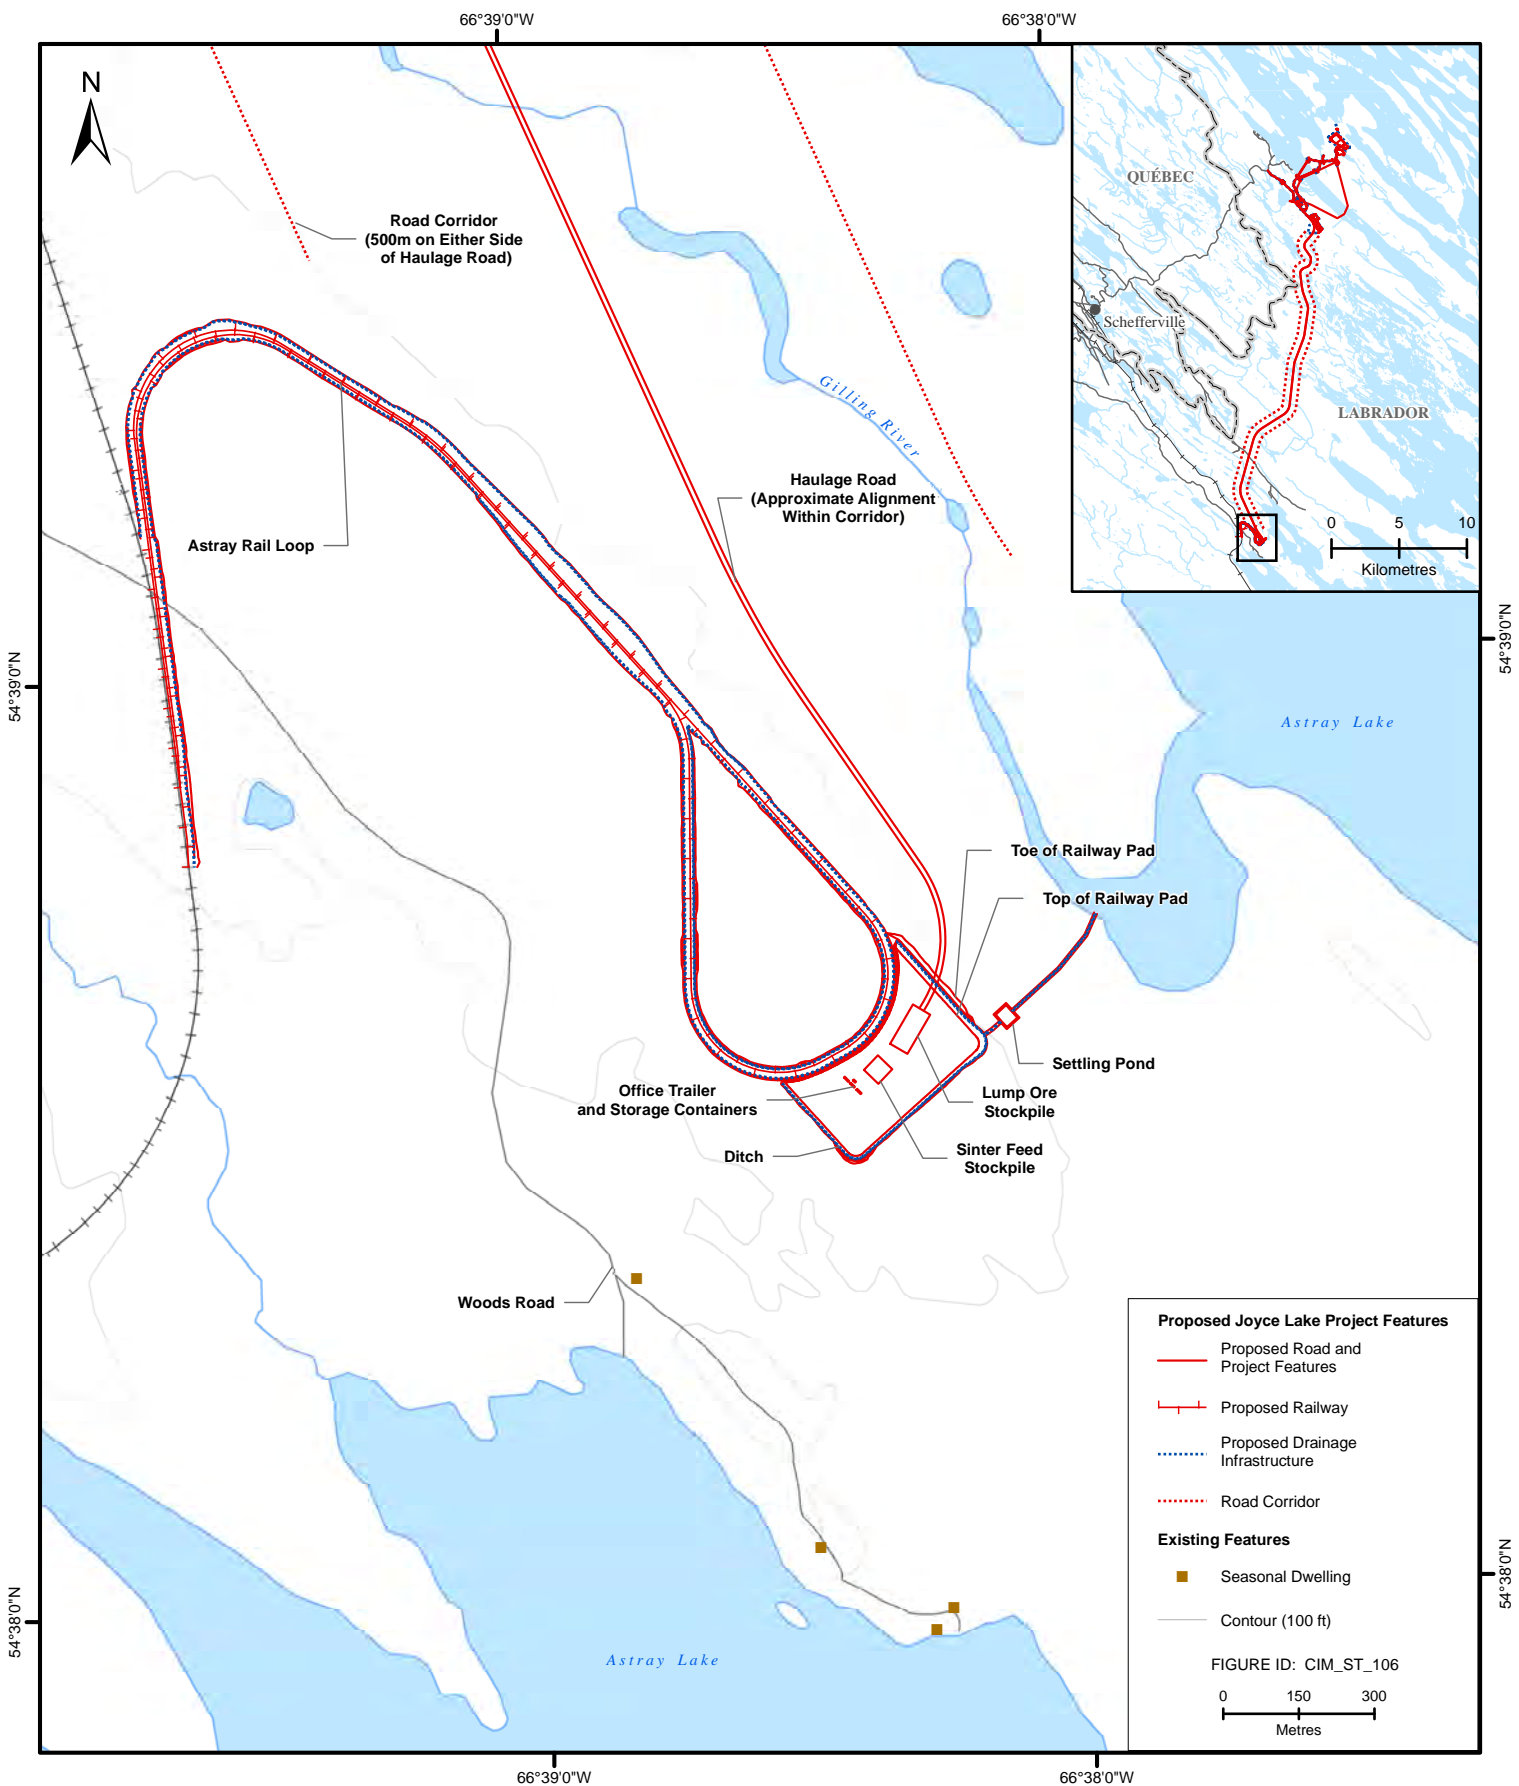 66°39'0"W
66°38'0"W
N
Road Corridor
(500m on Either Side
of Haulage Road)
QUÉBEC
Schefferville
LABRADOR
0 5 10
Kilometres
Gilling River
Haulage Road
(Approximate Alignment
Within Corridor)
Astray Rail Loop
54°39'0"N
54°39'0"N
Astray Lake
Toe of Railway Pad
Top of Railway Pad
Settling Pond
Office Trailer
and Storage Containers
Lump Ore
Stockpile
Ditch
Sinter Feed
Stockpile
Woods Road
Proposed Joyce Lake Project Features
Proposed Road and
Project Features
Proposed Railway
Proposed Drainage
Infrastructure
Road Corridor
Existing Features
Seasonal Dwelling
Contour (100 ft)
FIGURE ID: CIM_ST_106
0 150 300
Metres
54°38'0"N
54°38'0"N
Astray Lake
66°39'0"W
66°38'0"W